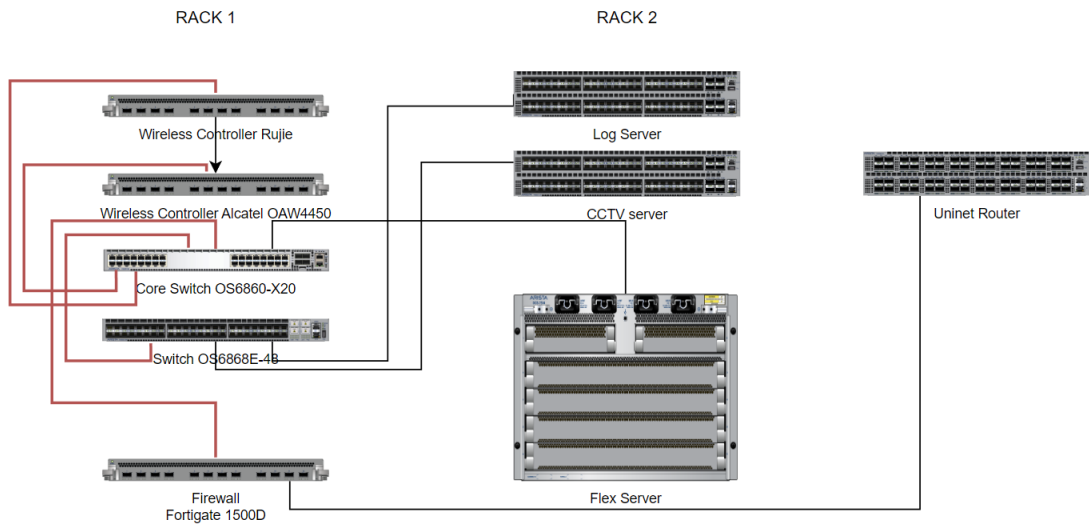 RACK 1
RACK 2
Wireless Controller Rujie
Log Server
Wireless Controller Alcatel OAW4450
CCTV server
Uninet Router
Core Switch OS6860-X20
ARISTA
Switch OS6868E-48
Firewall
Fortigate 1500D
Flex Server